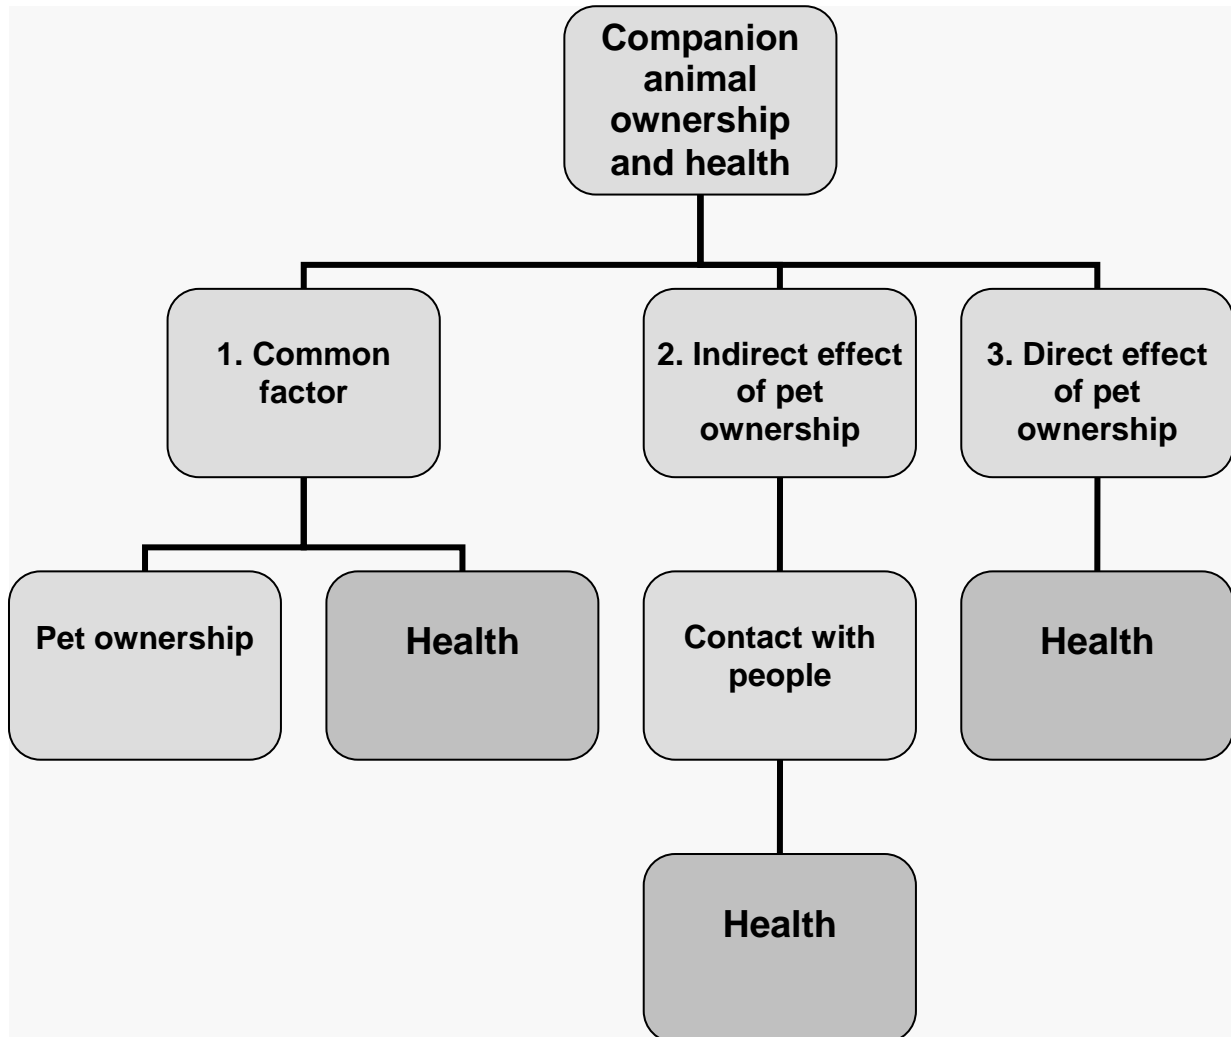 Companion
animal
ownership
and health
1. Common
factor
2. Indirect effect
of pet
ownership
3. Direct effect
of pet
ownership
Pet ownership
Health
Contact with
people
Health
Health